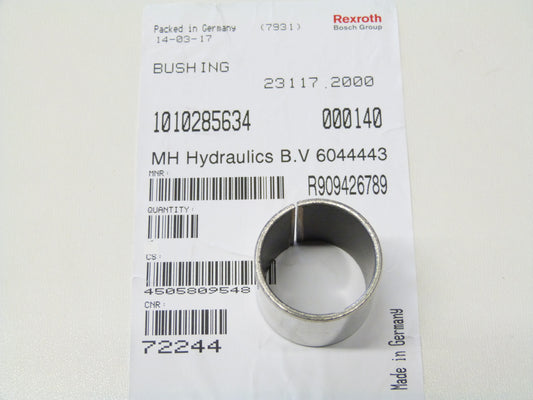 Packed in Germany (7931) Rexroth
14-03-17 Bosch Group
BUSHING
23117.2000
1010285634 000140
MH Hydraulics B.V 6044443
MNR:
R909426789
QUANTITY:
CS:
4505809548
CNR:
72244
Made in Germany